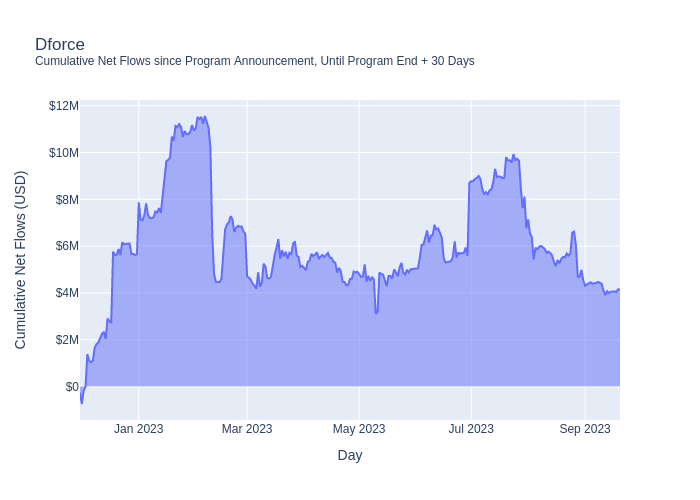 Dforce
Cumulative Net Flows since Program Announcement, Until Program End + 30 Days
$12M
$10M
$8M
$6M
$4M
$2M
$0
Cumulative Net Flows (USD)
Jan 2023
Mar 2023
May 2023
Jul 2023
Sep 2023
Day